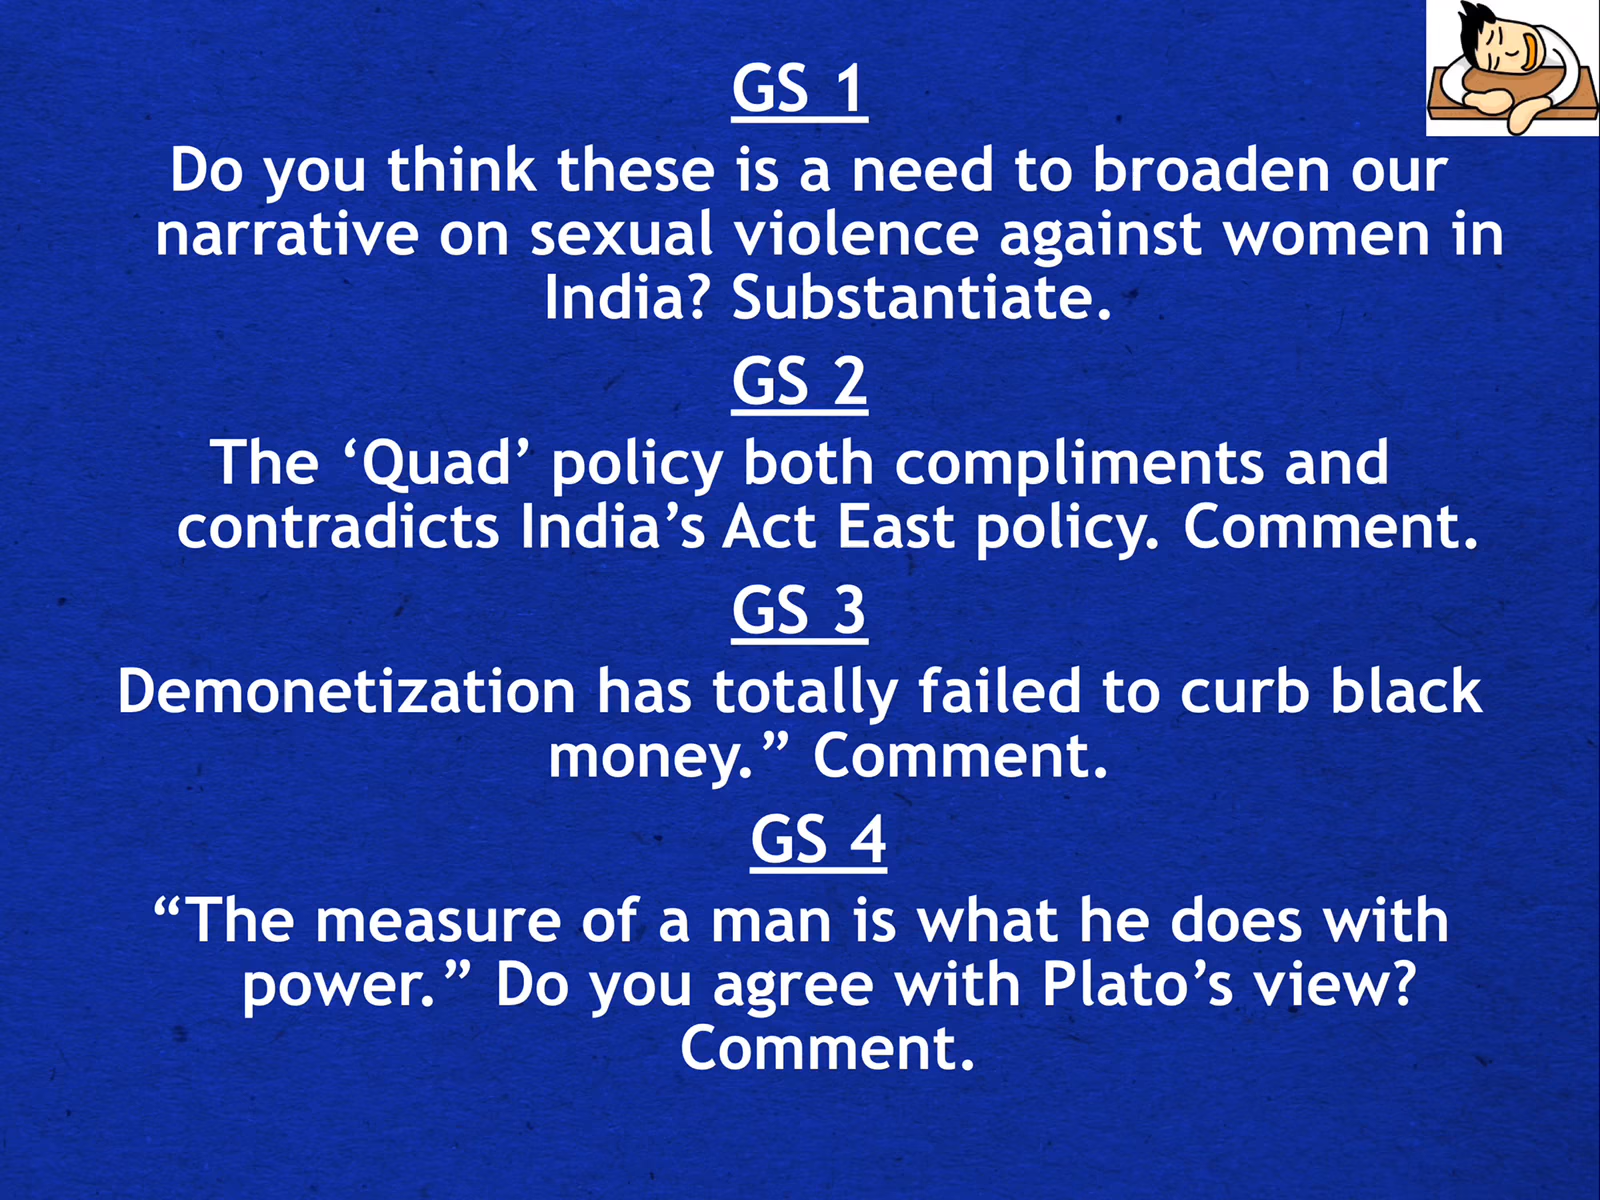 GS 1
Do you think these is a need to broaden our
narrative on sexual violence against women in
India? Substantiate.
GS 2
The ‘Quad’ policy both compliments and
contradicts India’s Act East policy. Comment.
GS 3
Demonetization has totally failed to curb black
money.” Comment.
GS 4
“The measure of a man is what he does with
power.” Do you agree with Plato’s view?
Comment.